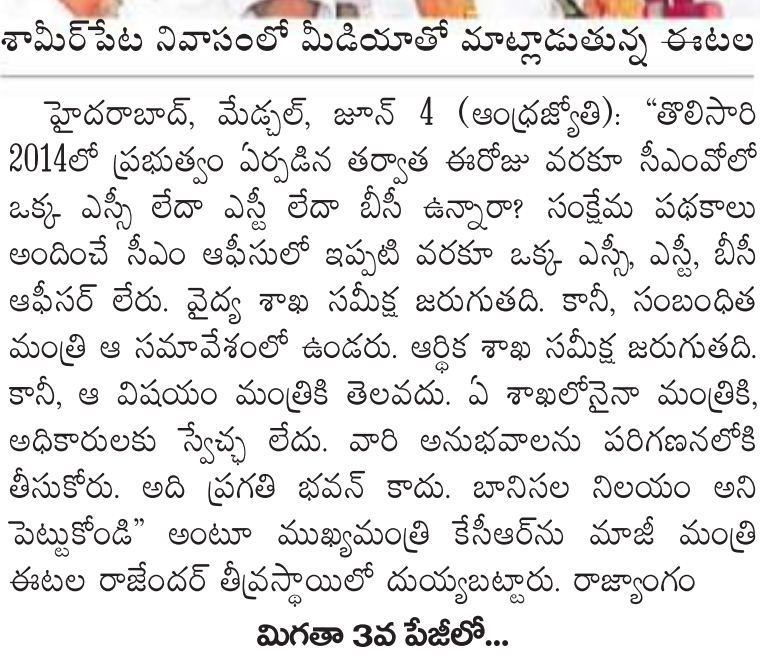 శామీర్‌పేట నివాసంలో మీడియాతో మాట్లాడుతున్న ఈటల
హైదరాబాద్, మేడ్చల్, జూన్ 4 (ఆంధ్రజ్యోతి): “తొలిసారి
2014లో ప్రభుత్వం ఏర్పడిన తర్వాత ఈరోజు వరకూ సీఎంవోలో
ఒక్క ఎస్సీ లేదా ఎస్టీ లేదా బీసీ ఉన్నారా? సంక్షేమ పథకాలు
అందించే సీఎం ఆఫీసులో ఇప్పటి వరకూ ఒక్క ఎస్సీ, ఎస్టీ, బీసీ
ఆఫీసర్ లేరు. వైద్య శాఖ సమీక్ష జరుగుతది. కానీ, సంబంధిత
మంత్రి ఆ సమావేశంలో ఉండరు. ఆర్థిక శాఖ సమీక్ష జరుగుతది.
కానీ, ఆ విషయం మంత్రికి తెలవదు. ఏ శాఖలోనైనా మంత్రికి,
అధికారులకు స్వేచ్ఛ లేదు. వారి అనుభవాలను పరిగణనలోకి
తీసుకోరు. అది ప్రగతి భవన్ కాదు. బానిసల నిలయం అని
పెట్టుకోండి” అంటూ ముఖ్యమంత్రి కేసీఆర్‌ను మాజీ మంత్రి
ఈటల రాజేందర్ తీవ్రస్థాయిలో దుయ్యబట్టారు. రాజ్యాంగం
మిగతా 3వ పేజీలో...